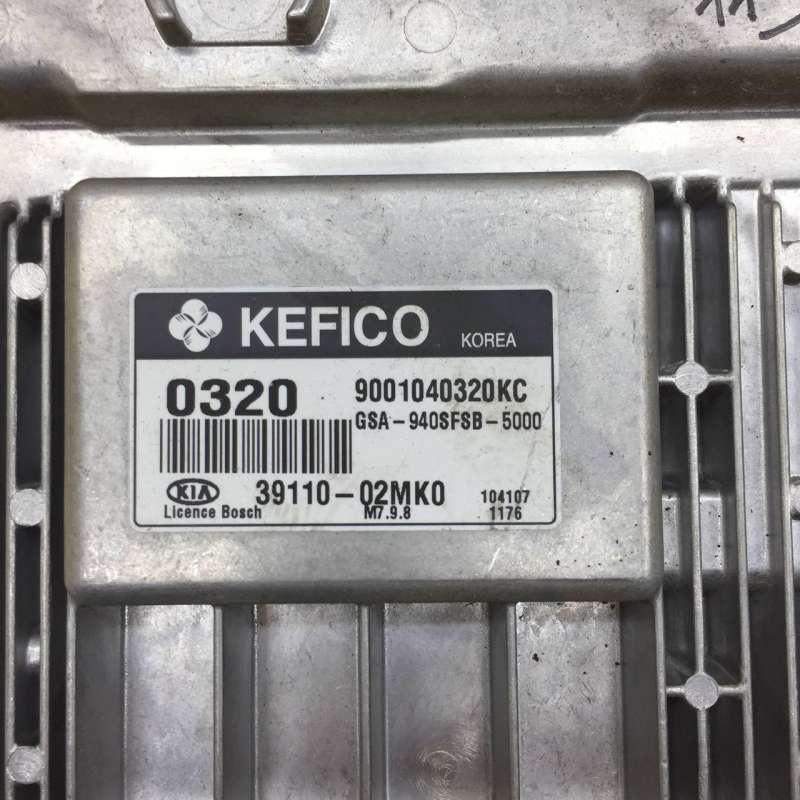 KEFICO KOREA
0320 9001040320KC
GSA-940SFSB-5000
KIA 39110-02MK0 104107
Licence Bosch M7.9.8 1176